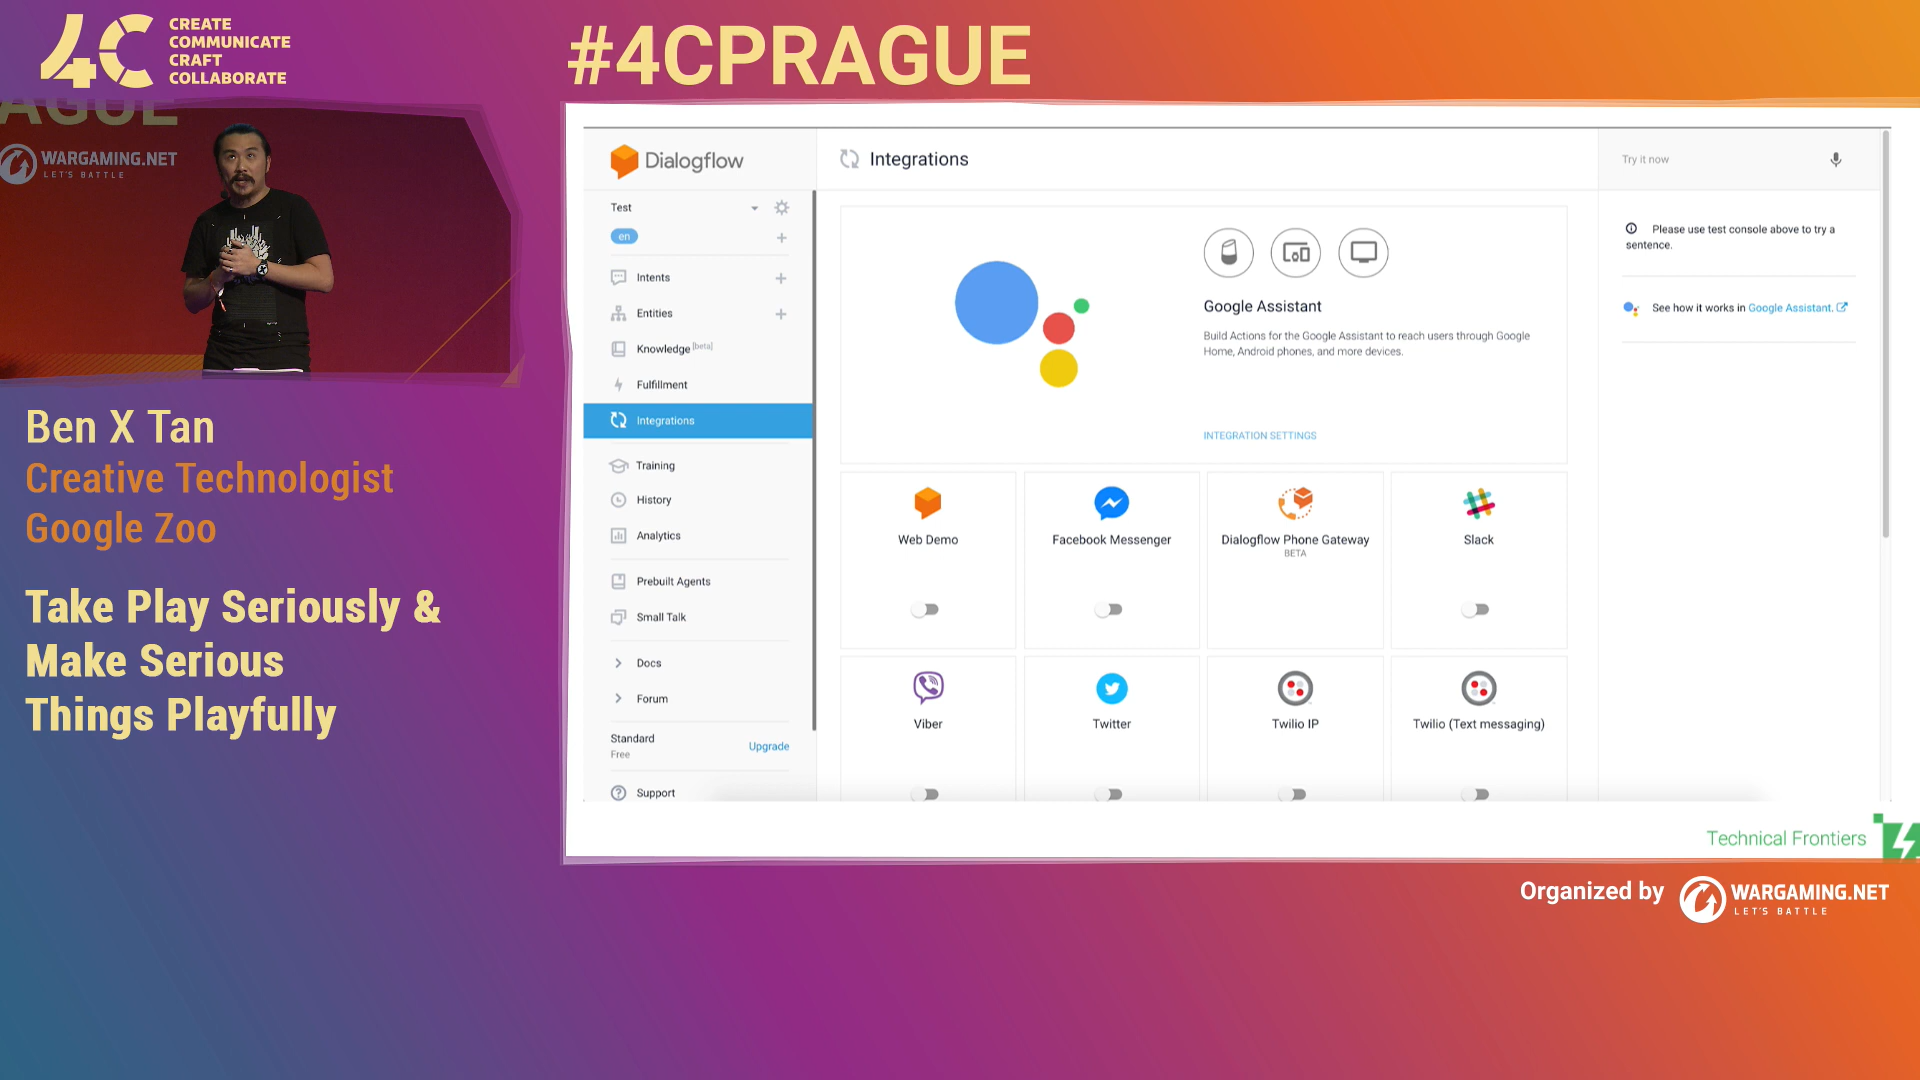 4C
CREATE
COMMUNICATE
CRAFT
COLLABORATE
#4CPRAGUE
AGUE
WARGAMING.NET
LET'S BATTLE
Ben X Tan
Creative Technologist
Google Zoo
Take Play Seriously &
Make Serious
Things Playfully
Dialogflow
Test
en
Intents
Entities
Knowledge [beta]
Fulfillment
Integrations
Training
History
Analytics
Prebuilt Agents
Small Talk
Docs
Forum
Standard
Free
Upgrade
Support
Integrations
Google Assistant
Build Actions for the Google Assistant to reach users through Google
Home, Android phones, and more devices.
INTEGRATION SETTINGS
Web Demo
Facebook Messenger
Dialogflow Phone Gateway
BETA
Slack
Viber
Twitter
Twilio IP
Twilio (Text messaging)
Try it now
Please use test console above to try a
sentence.
See how it works in Google Assistant.
Technical Frontiers
Organized by
WARGAMING.NET
LET'S BATTLE